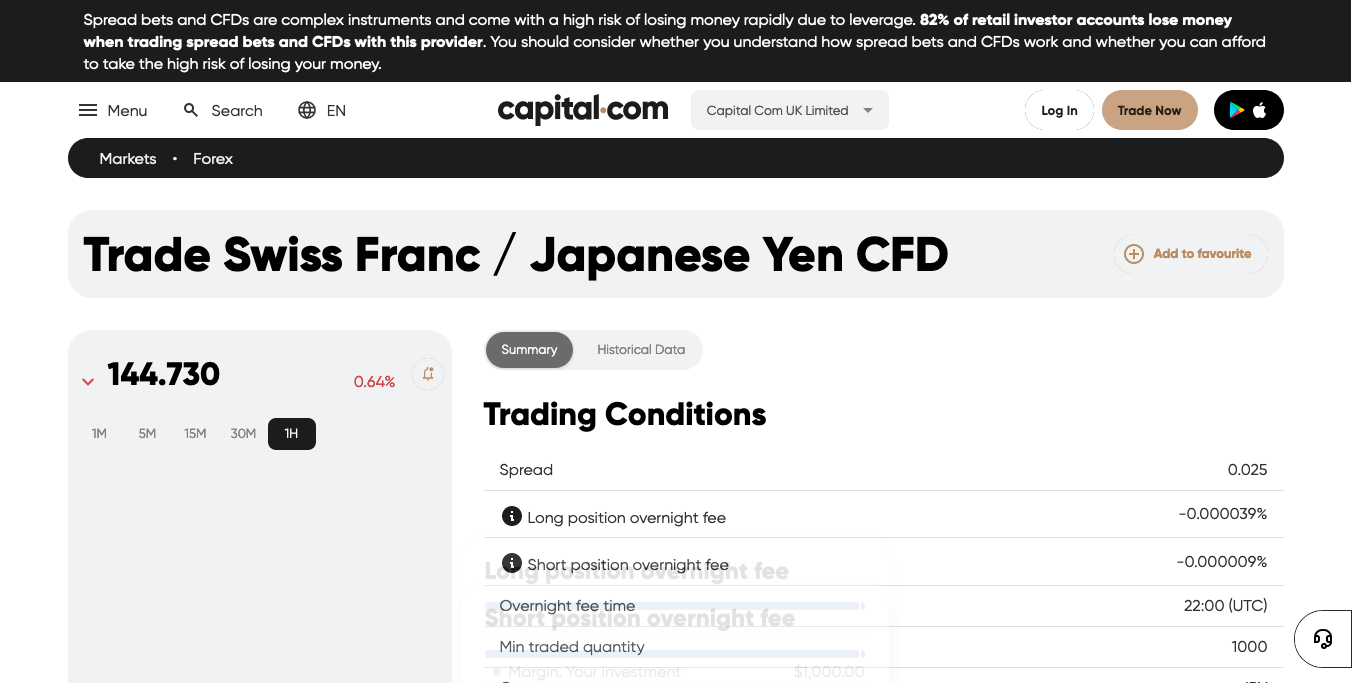 Spread bets and CFDs are complex instruments and come with a high risk of losing money rapidly due to leverage. 82% of retail investor accounts lose money
when trading spread bets and CFDs with this provider. You should consider whether you understand how spread bets and CFDs work and whether you can afford
to take the high risk of losing your money.
Menu Search EN capital.com Capital Com UK Limited Log In Trade Now
Markets • Forex
Trade Swiss Franc / Japanese Yen CFD Add to favourite
144.730 0.64%
1M 5M 15M 30M 1H
Summary Historical Data
Trading Conditions
Spread 0.025
Long position overnight fee -0.000039%
Short position overnight fee -0.000009%
Long position overnight fee
Overnight fee time 22:00 (UTC)
Short position overnight fee
Min traded quantity 1000
Margin. Your investment $1,000.00